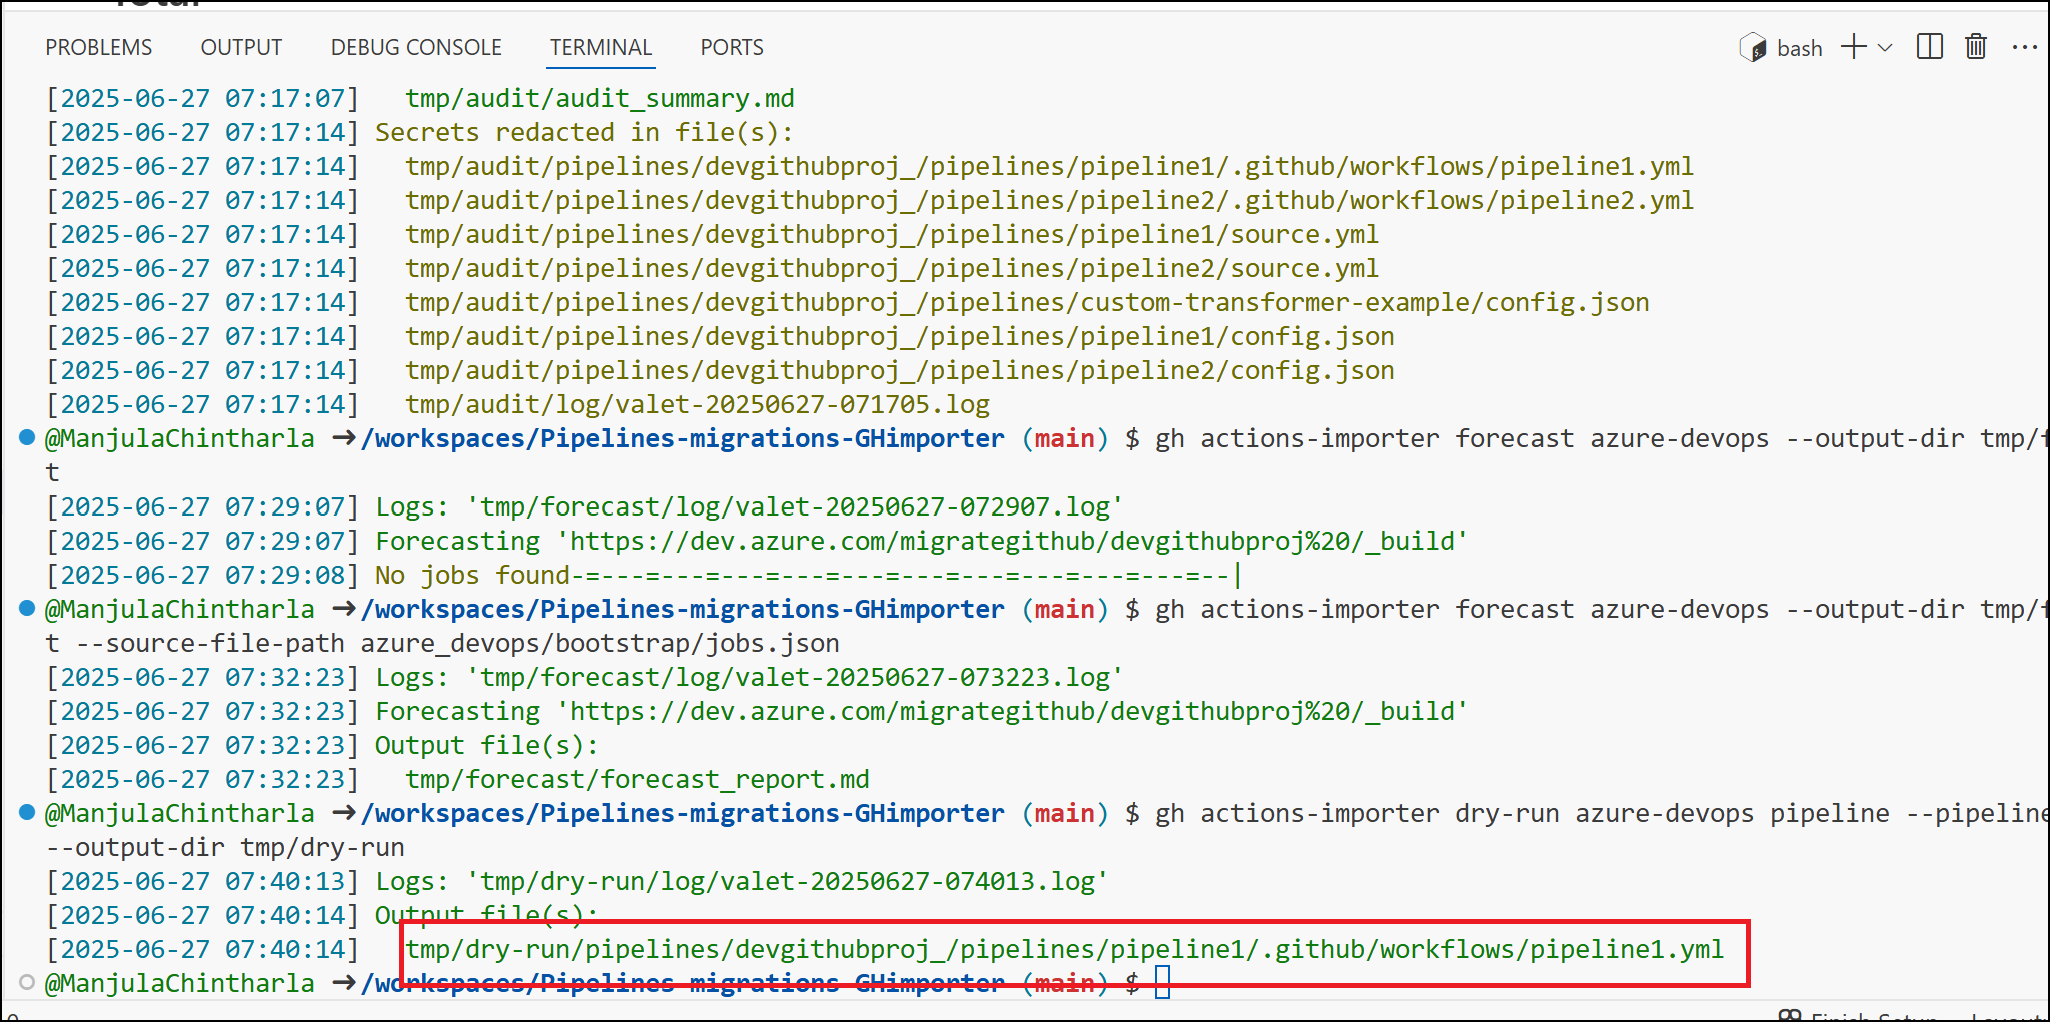 PROBLEMS OUTPUT DEBUG CONSOLE TERMINAL PORTS bash
[2025-06-27 07:17:07] tmp/audit/audit_summary.md
[2025-06-27 07:17:14] Secrets redacted in file(s):
[2025-06-27 07:17:14] tmp/audit/pipelines/devgithubproj_/pipelines/pipeline1/.github/workflows/pipeline1.yml
[2025-06-27 07:17:14] tmp/audit/pipelines/devgithubproj_/pipelines/pipeline2/.github/workflows/pipeline2.yml
[2025-06-27 07:17:14] tmp/audit/pipelines/devgithubproj_/pipelines/pipeline1/source.yml
[2025-06-27 07:17:14] tmp/audit/pipelines/devgithubproj_/pipelines/pipeline2/source.yml
[2025-06-27 07:17:14] tmp/audit/pipelines/devgithubproj_/pipelines/custom-transformer-example/config.json
[2025-06-27 07:17:14] tmp/audit/pipelines/devgithubproj_/pipelines/pipeline1/config.json
[2025-06-27 07:17:14] tmp/audit/pipelines/devgithubproj_/pipelines/pipeline2/config.json
[2025-06-27 07:17:14] tmp/audit/log/valet-20250627-071705.log
@ManjulaChintharla ➜/workspaces/Pipelines-migrations-GHimporter (main) $ gh actions-importer forecast azure-devops --output-dir tmp/f
t
[2025-06-27 07:29:07] Logs: 'tmp/forecast/log/valet-20250627-072907.log'
[2025-06-27 07:29:07] Forecasting 'https://dev.azure.com/migrategithub/devgithubproj%20/_build'
[2025-06-27 07:29:08] No jobs found-=---=---=---=---=---=---=---=---=---=---=--|
@ManjulaChintharla ➜/workspaces/Pipelines-migrations-GHimporter (main) $ gh actions-importer forecast azure-devops --output-dir tmp/f
t --source-file-path azure_devops/bootstrap/jobs.json
[2025-06-27 07:32:23] Logs: 'tmp/forecast/log/valet-20250627-073223.log'
[2025-06-27 07:32:23] Forecasting 'https://dev.azure.com/migrategithub/devgithubproj%20/_build'
[2025-06-27 07:32:23] Output file(s):
[2025-06-27 07:32:23] tmp/forecast/forecast_report.md
@ManjulaChintharla ➜/workspaces/Pipelines-migrations-GHimporter (main) $ gh actions-importer dry-run azure-devops pipeline --pipeline
--output-dir tmp/dry-run
[2025-06-27 07:40:13] Logs: 'tmp/dry-run/log/valet-20250627-074013.log'
[2025-06-27 07:40:14] Output file(s):
[2025-06-27 07:40:14] tmp/dry-run/pipelines/devgithubproj_/pipelines/pipeline1/.github/workflows/pipeline1.yml
@ManjulaChintharla ➜/workspaces/Pipelines-migrations-GHimporter (main) $